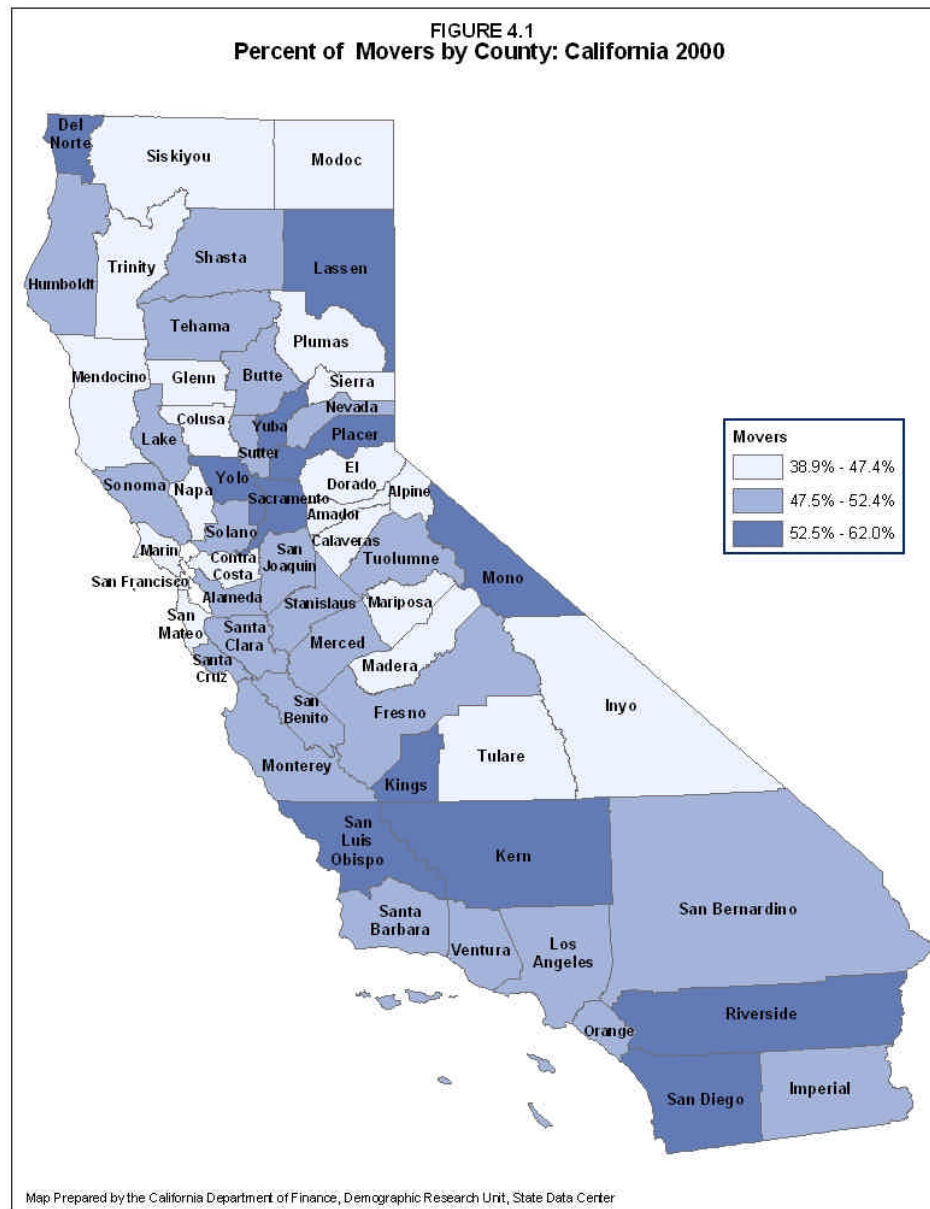 FIGURE 4.1
Percent of Movers by County: California 2000
Del
Norte
Siskiyou
Modoc
Humboldt
Trinity
Shasta
Lassen
Tehama
Plumas
Mendocino
Glenn
Butte
Sierra
Colusa
Nevada
Lake
Yuba
Sutter
Placer
Sonoma
Napa
Yolo
Sacramento
El
Dorado
Alpine
Amador
Solano
Calaveras
Marin
Contra
Costa
San
Joaquin
Tuolumne
Mono
San Francisco
Alameda
Stanislaus
Mariposa
San
Mateo
Santa
Clara
Merced
Santa
Cruz
Madera
San
Benito
Fresno
Inyo
Monterey
Kings
Tulare
San
Luis
Obispo
Kern
Santa
Barbara
Ventura
Los
Angeles
San Bernardino
Orange
Riverside
San Diego
Imperial
Movers
38.9% - 47.4%
47.5% - 52.4%
52.5% - 62.0%
Map Prepared by the California Department of Finance, Demographic Research Unit, State Data Center